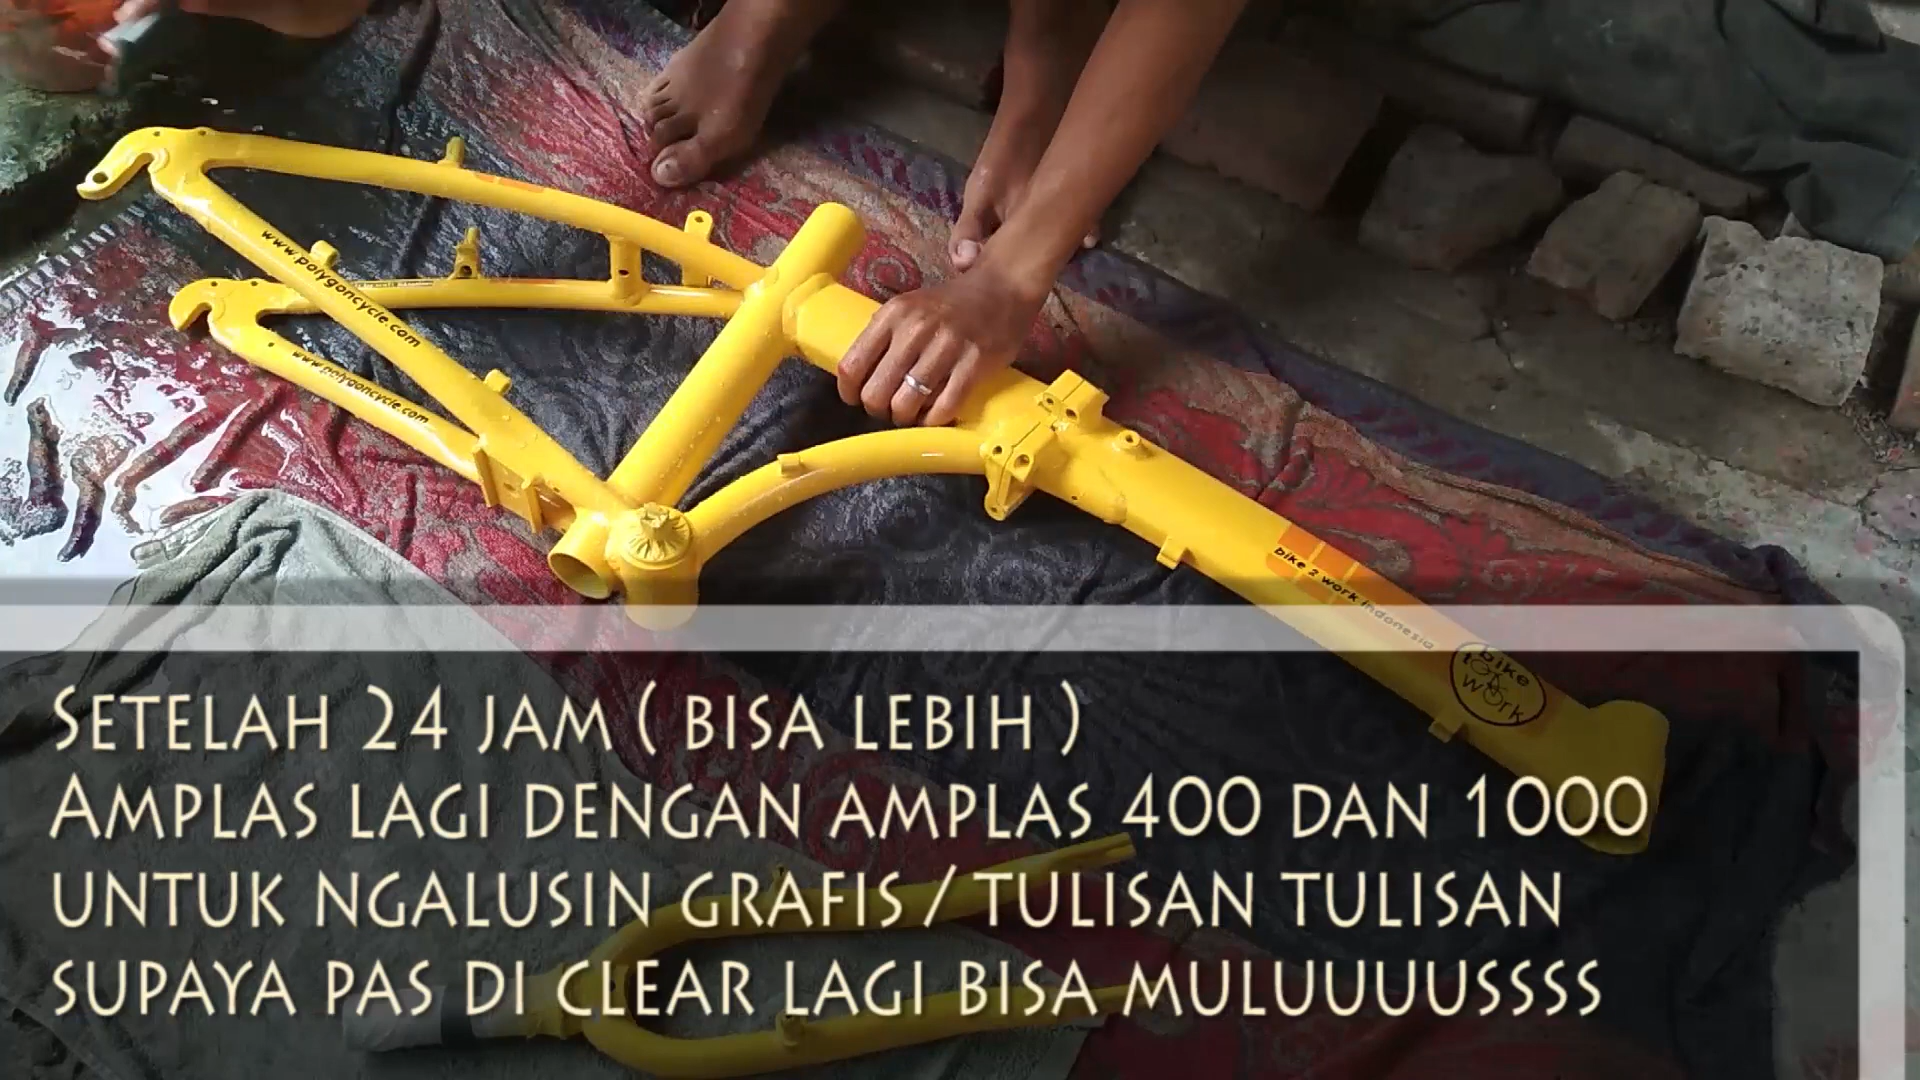 www.polygoncycle.com
www.polygoncycle.com
bike 2 work indonesia
bike
to
work
SETELAH 24 JAM ( BISA LEBIH )
AMPLAS LAGI DENGAN AMPLAS 400 DAN 1000
UNTUK NGALUSIN GRAFIS / TULISAN TULISAN
SUPAYA PAS DI CLEAR LAGI BISA MULUUUUSSSS